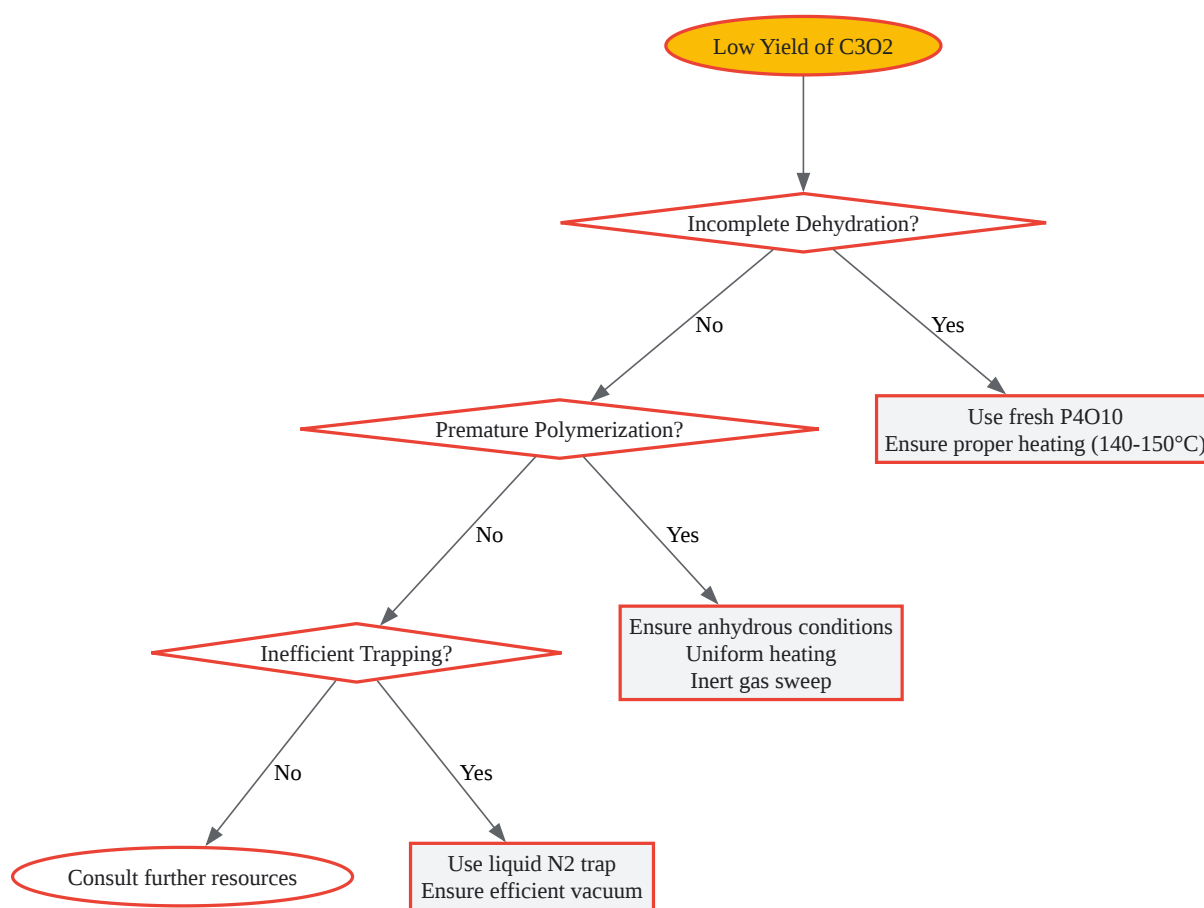 Low Yield of C3O2
Incomplete Dehydration?
No
Yes
Use fresh P4O10
Ensure proper heating (140-150°C)
Premature Polymerization?
No
Yes
Ensure anhydrous conditions
Uniform heating
Inert gas sweep
Inefficient Trapping?
No
Yes
Consult further resources
Use liquid N2 trap
Ensure efficient vacuum